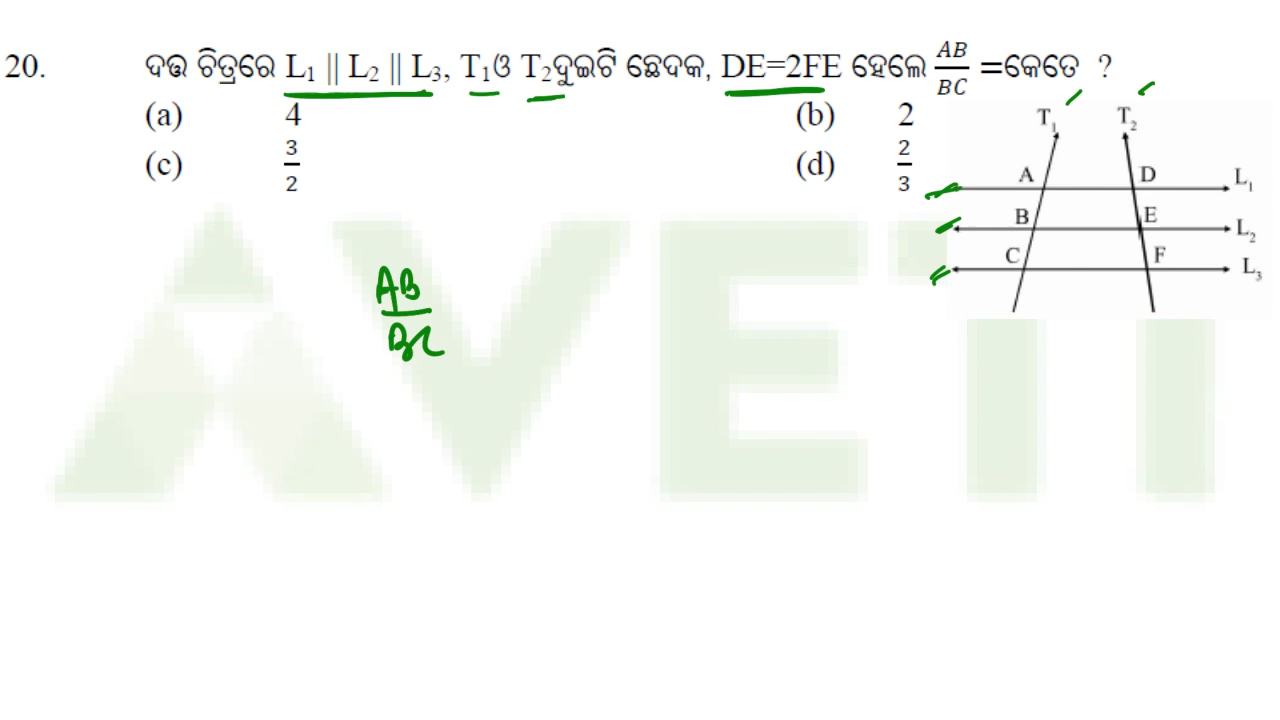 20. ଦତ୍ତ ଚିତ୍ରରେ L₁ || L₂ || L₃, T₁ଓ T₂ଦୁଇଟି ଛେଦକ, DE=2FE ହେଲେ AB/BC =କେତେ ?
(a) 4 (b) 2
(c) 3/2 (d) 2/3
T₁ T₂
A D L₁
B E L₂
C F L₃
AB/BC
AVETI